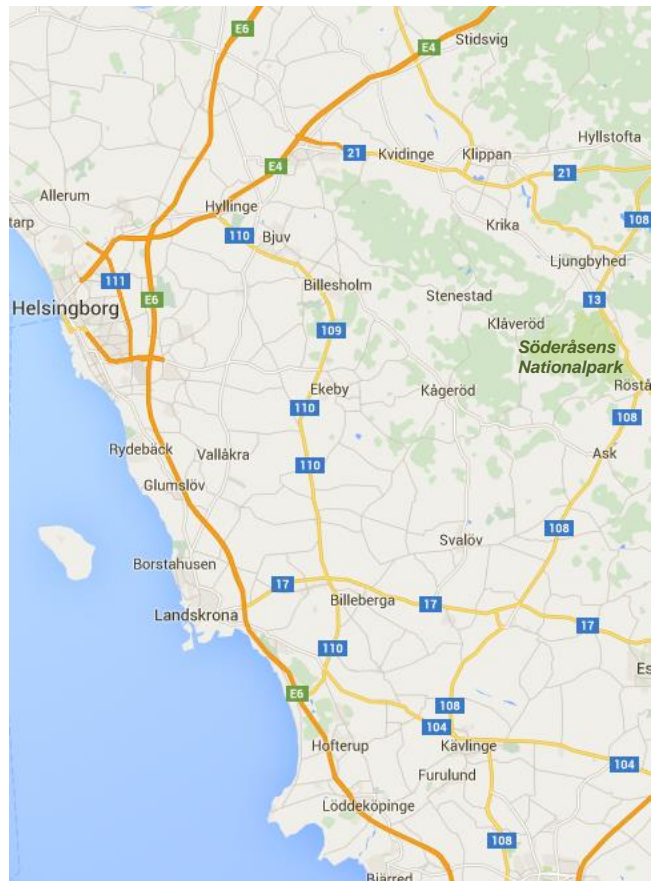 E6
Stidsvig
E4
Hyllstofta
21
Kvidinge
Klippan
E4
21
Allerum
tarp
Hyllinge
Krika
108
110
Bjuv
Ljungbyhed
111
Billesholm
E6
Stenestad
13
Helsingborg
Klåveröd
109
Söderåsens
Nationalpark
Ekeby
Kågeröd
Rostå
110
108
Rydebäck
Vallåkra
Ask
110
Glumslöv
108
Svalöv
Borstahusen
17
Billeberga
17
Landskrona
17
110
Es
E6
108
104
Hofterup
Kävlinge
104
Furulund
Löddeköpinge
108
Bjärred